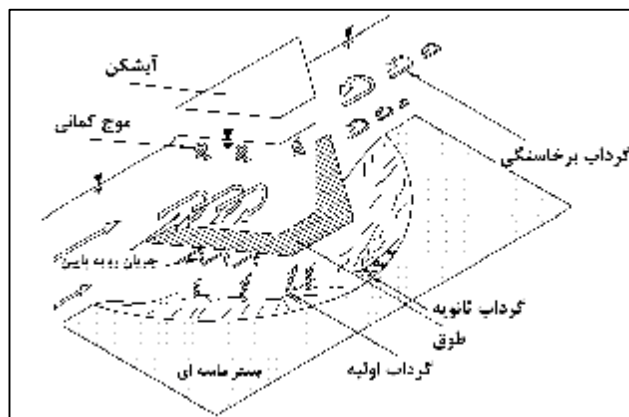 آبشکن
موج کمانی
گرداب برخاستگی
جریان رو به پایین
گرداب ثانویه
طوق
گرداب اولیه
بستر ماسه ای